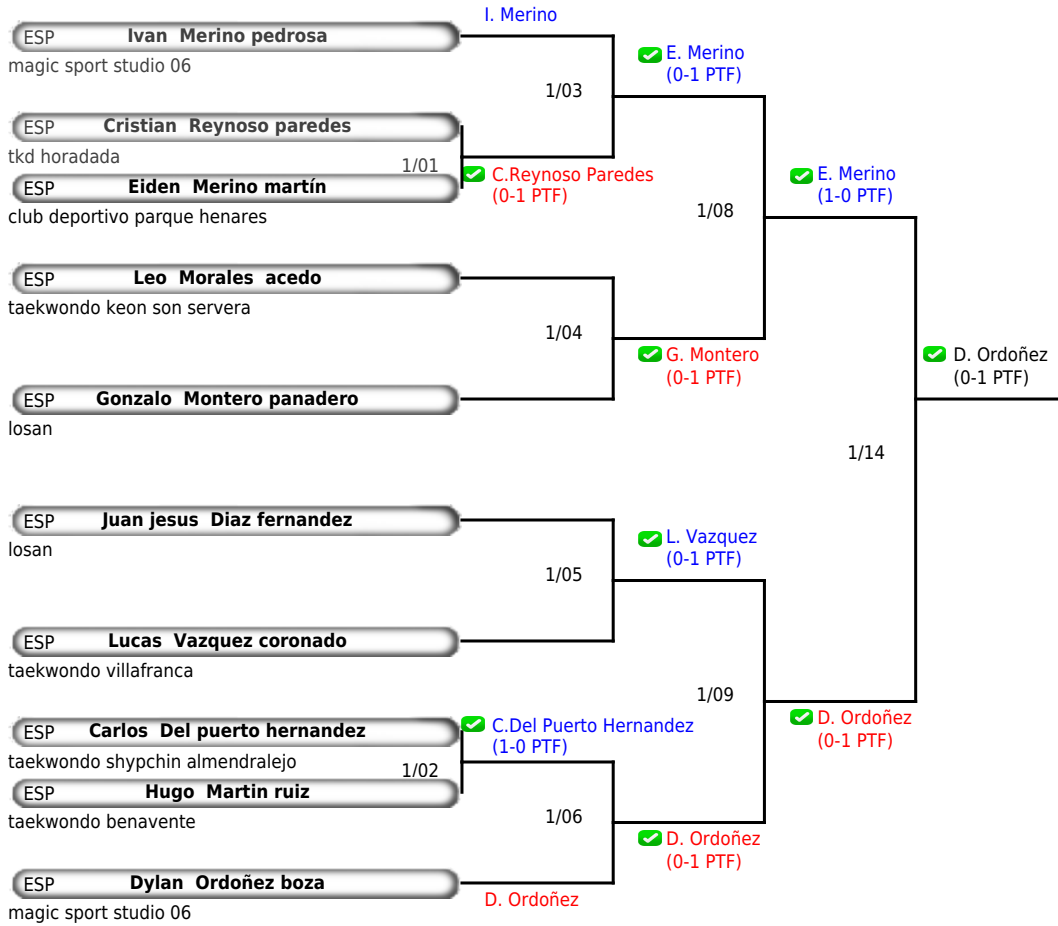 I. Merino
ESP Ivan Merino pedrosa
magic sport studio 06
E. Merino
(0-1 PTF)
1/03
ESP Cristian Reynoso paredes
tkd horadada
1/01
C.Reynoso Paredes
(0-1 PTF)
ESP Eiden Merino martín
club deportivo parque henares
E. Merino
(1-0 PTF)
1/08
ESP Leo Morales acedo
taekwondo keon son servera
1/04
G. Montero
(0-1 PTF)
D. Ordoñez
(0-1 PTF)
ESP Gonzalo Montero panadero
losan
1/14
ESP Juan jesus Diaz fernandez
losan
L. Vazquez
(0-1 PTF)
1/05
ESP Lucas Vazquez coronado
taekwondo villafranca
1/09
D. Ordoñez
(0-1 PTF)
ESP Carlos Del puerto hernandez
C.Del Puerto Hernandez
(1-0 PTF)
taekwondo shypchin almendralejo
1/02
ESP Hugo Martin ruiz
taekwondo benavente
1/06
D. Ordoñez
(0-1 PTF)
ESP Dylan Ordoñez boza
D. Ordoñez
magic sport studio 06